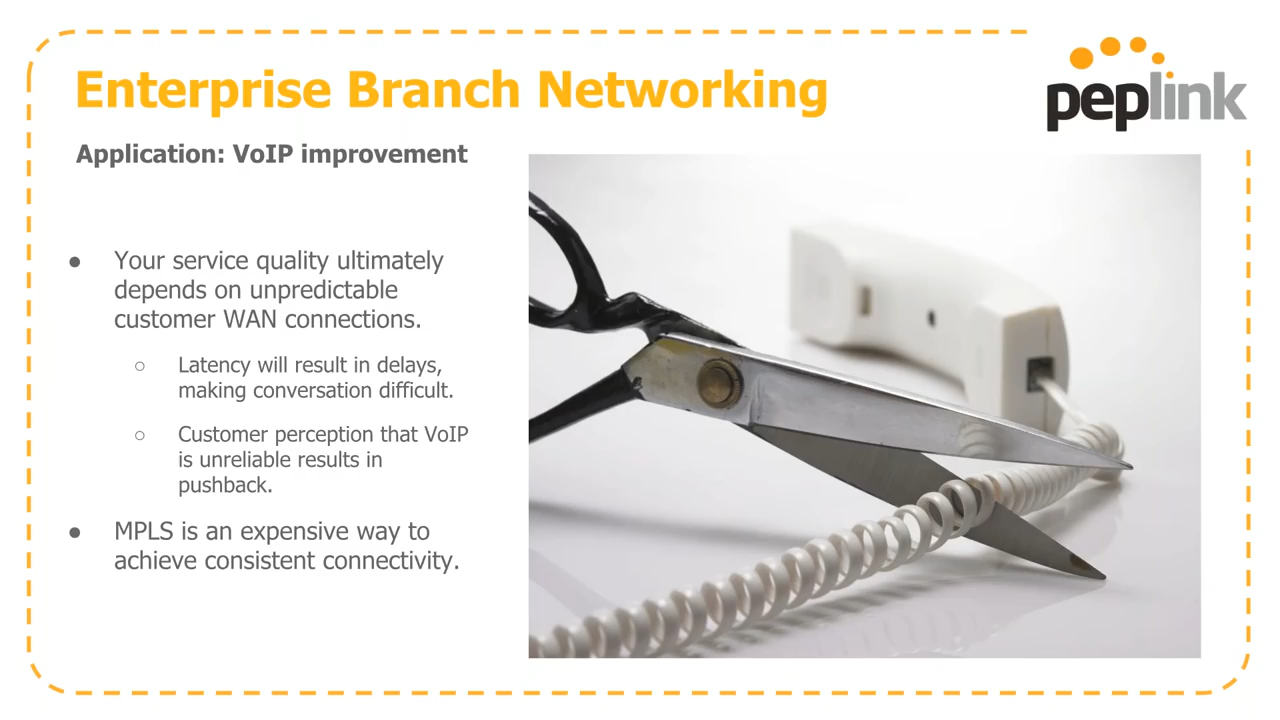 Enterprise Branch Networking
peplink
Application: VoIP improvement
● Your service quality ultimately
depends on unpredictable
customer WAN connections.
○ Latency will result in delays,
making conversation difficult.
○ Customer perception that VoIP
is unreliable results in
pushback.
● MPLS is an expensive way to
achieve consistent connectivity.